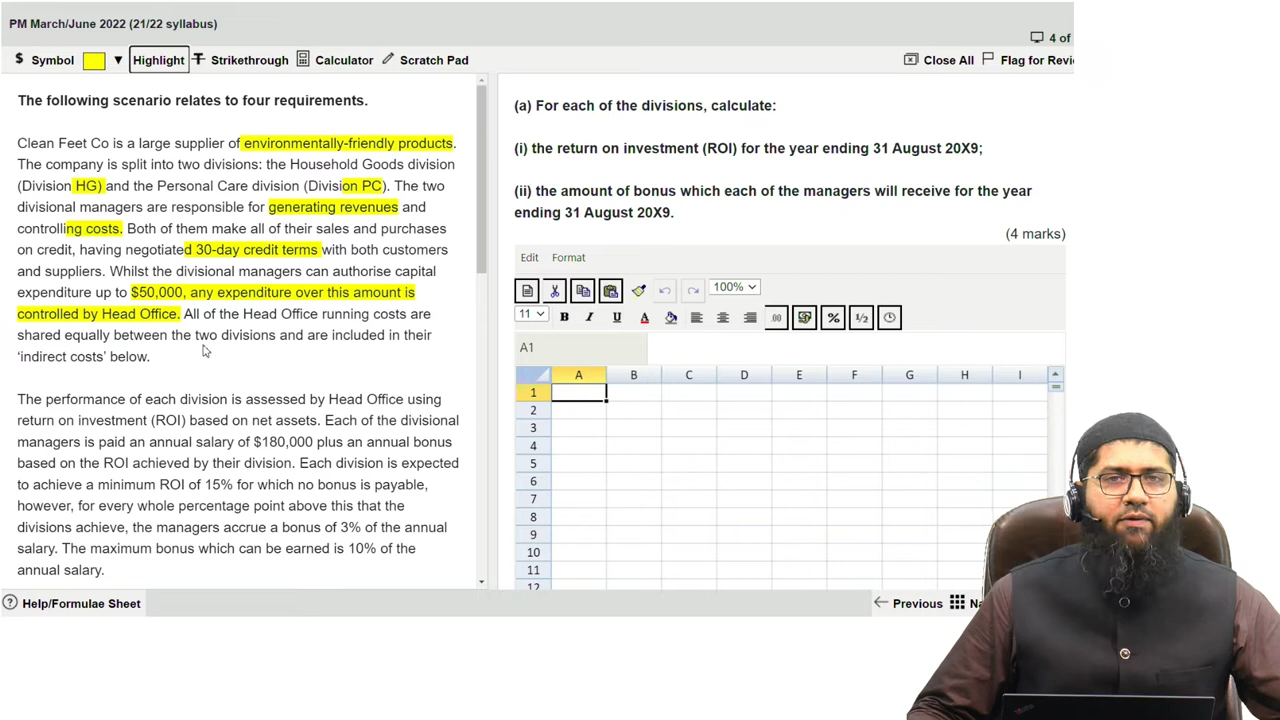 PM March/June 2022 (21/22 syllabus)
4 of
$ Symbol ▼ Highlight Strikethrough Calculator Scratch Pad Close All Flag for Revie
The following scenario relates to four requirements.
Clean Feet Co is a large supplier of environmentally-friendly products.
The company is split into two divisions: the Household Goods division
(Division HG) and the Personal Care division (Division PC). The two
divisional managers are responsible for generating revenues and
controlling costs. Both of them make all of their sales and purchases
on credit, having negotiated 30-day credit terms with both customers
and suppliers. Whilst the divisional managers can authorise capital
expenditure up to $50,000, any expenditure over this amount is
controlled by Head Office. All of the Head Office running costs are
shared equally between the two divisions and are included in their
‘indirect costs’ below.
The performance of each division is assessed by Head Office using
return on investment (ROI) based on net assets. Each of the divisional
managers is paid an annual salary of $180,000 plus an annual bonus
based on the ROI achieved by their division. Each division is expected
to achieve a minimum ROI of 15% for which no bonus is payable,
however, for every whole percentage point above this that the
divisions achieve, the managers accrue a bonus of 3% of the annual
salary. The maximum bonus which can be earned is 10% of the
annual salary.
(a) For each of the divisions, calculate:
(i) the return on investment (ROI) for the year ending 31 August 20X9;
(ii) the amount of bonus which each of the managers will receive for the year
ending 31 August 20X9.
(4 marks)
Edit Format
100%
11 B I U A .00 % 1/2
A1
A B C D E F G H I
1
2
3
4
5
6
7
8
9
10
11
12
Help/Formulae Sheet
Previous Na